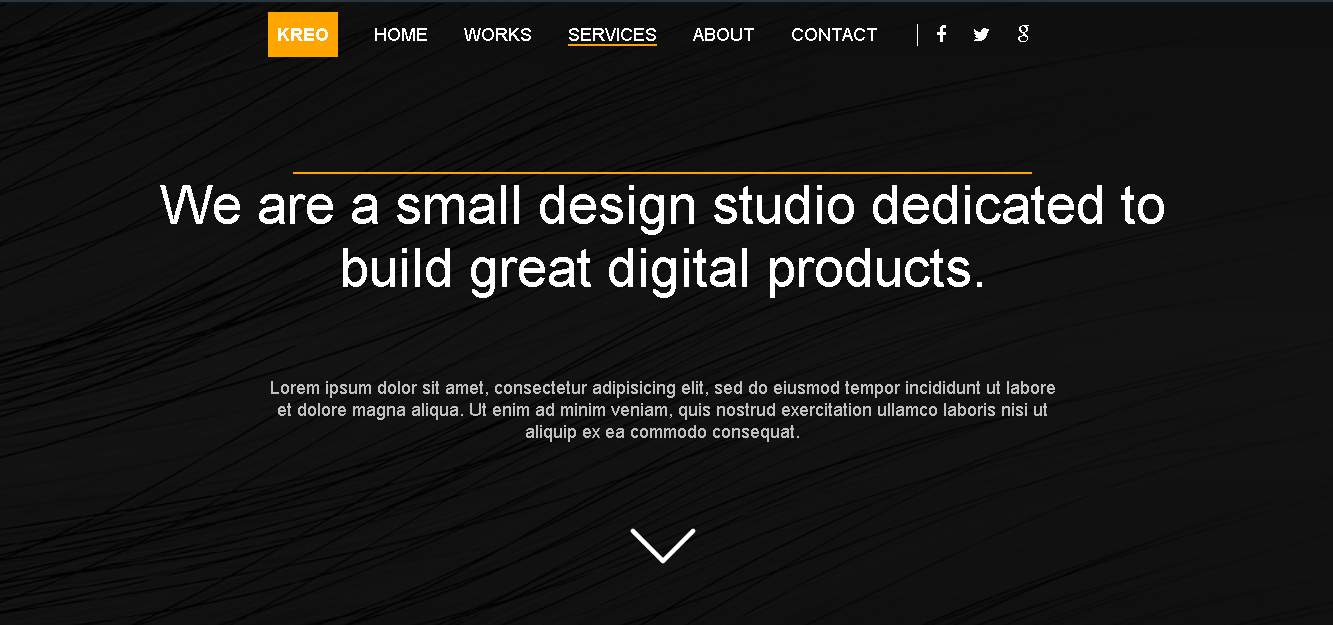 KREO HOME WORKS SERVICES ABOUT CONTACT
We are a small design studio dedicated to
build great digital products.
Lorem ipsum dolor sit amet, consectetur adipisicing elit, sed do eiusmod tempor incididunt ut labore
et dolore magna aliqua. Ut enim ad minim veniam, quis nostrud exercitation ullamco laboris nisi ut
aliquip ex ea commodo consequat.